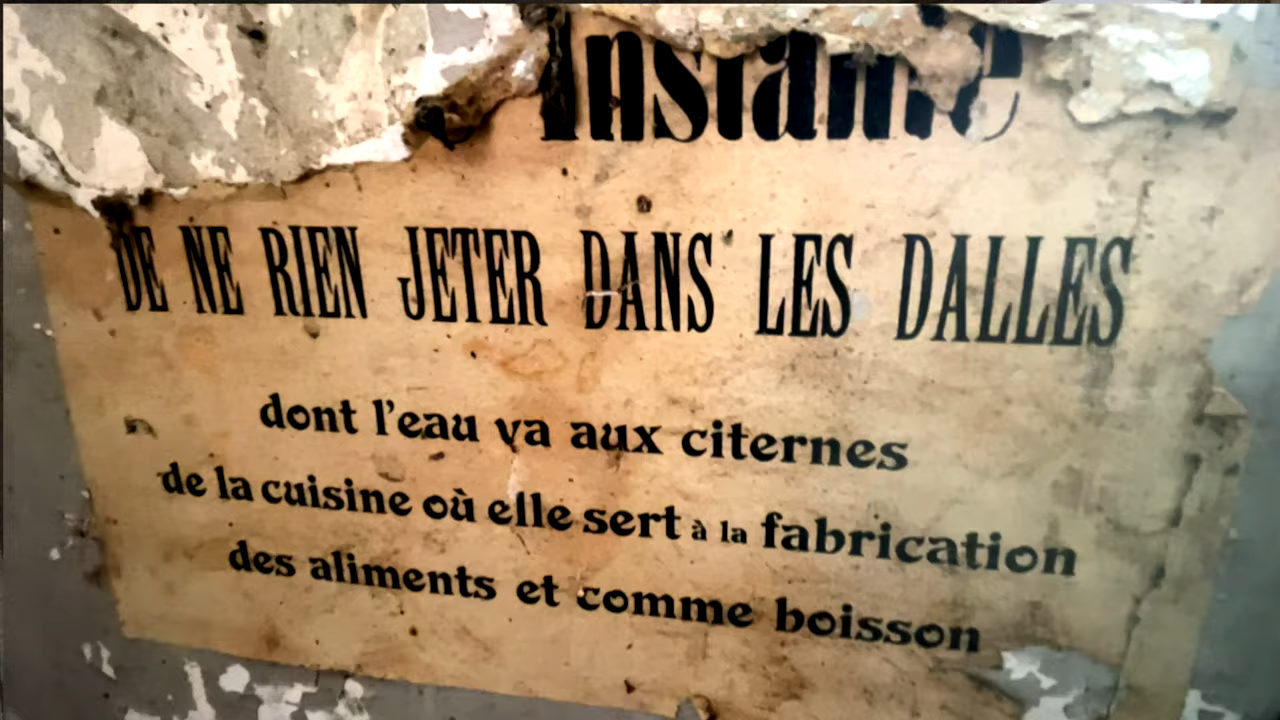 Instante
DE NE RIEN JETER DANS LES DALLES
dont l'eau va aux citernes
de la cuisine où elle sert à la fabrication
des aliments et comme boisson